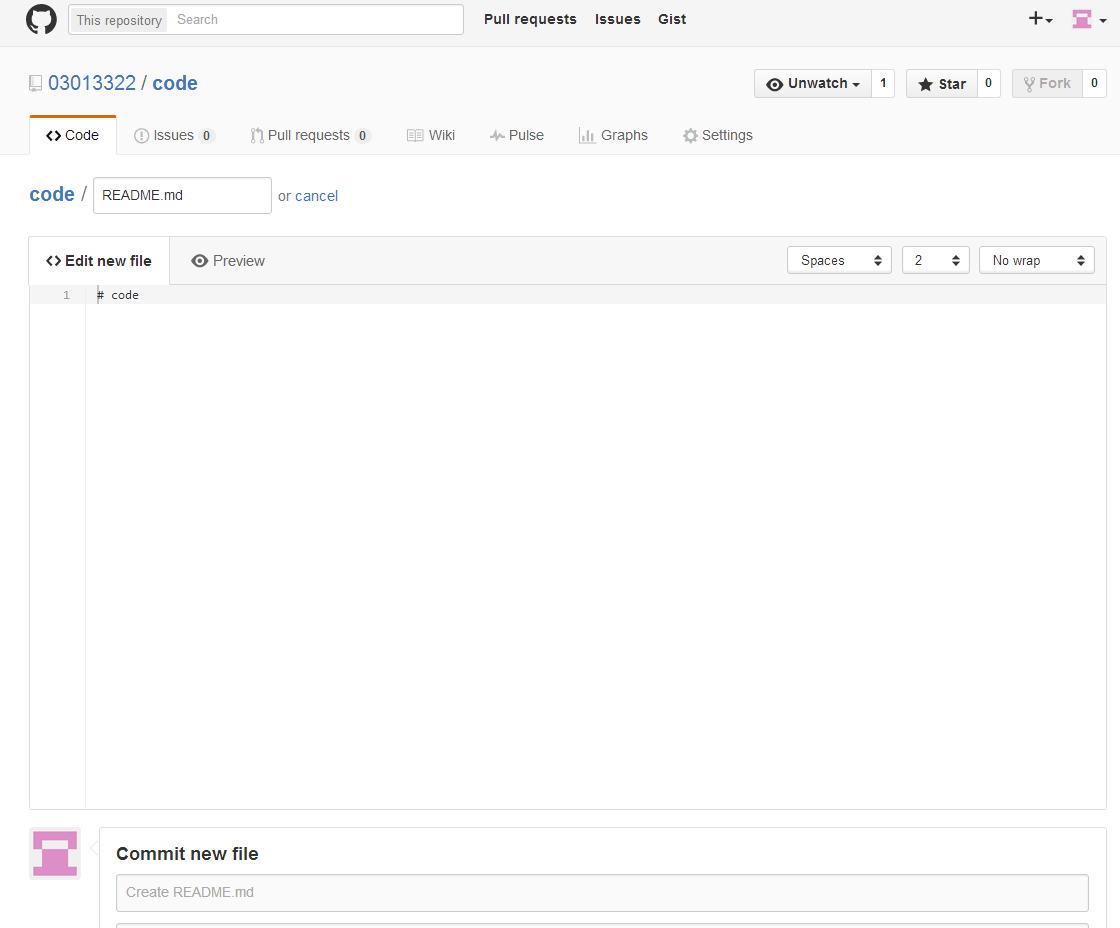 This repository Search Pull requests Issues Gist
03013322 / code Unwatch 1 Star 0 Fork 0
Code Issues 0 Pull requests 0 Wiki Pulse Graphs Settings
code / README.md or cancel
Edit new file Preview Spaces 2 No wrap
1 # code
Commit new file
Create README.md